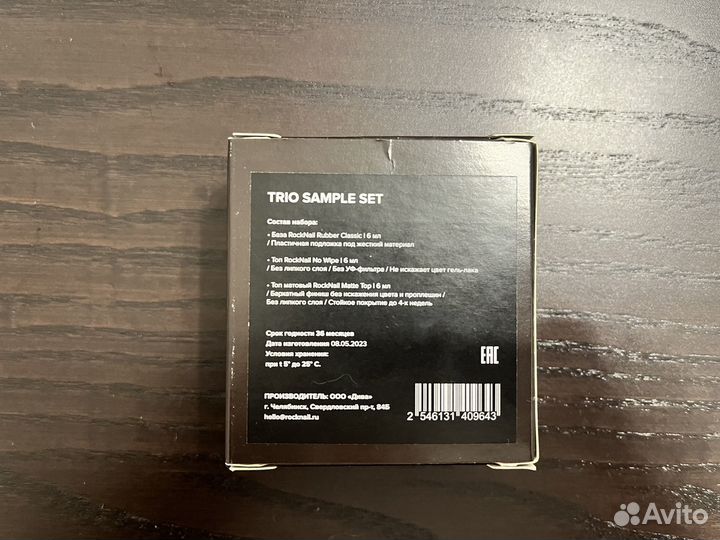 TRIO SAMPLE SET
Состав набора:
• База RockNail Rubber Classic | 6 мл
/ Пластичная подложка под жесткий материал
• Топ RockNail No Wipe | 6 мл
/ Без липкого слоя / Без УФ-фильтра / Не искажает цвет гель-лака
• Топ матовый RockNail Matte Top | 6 мл
/ Бархатный финиш без искажения цвета и проплешин /
Без липкого слоя / Стойкое покрытие до 4-х недель
Срок годности 36 месяцев
Дата изготовления 08.05.2023
Условия хранения:
при t 5° до 25° С.
EAC
ПРОИЗВОДИТЕЛЬ: ООО «Дива»
г. Челябинск, Свердловский пр-т, 84Б
hello@rocknail.ru
2 546131 409643
Avito